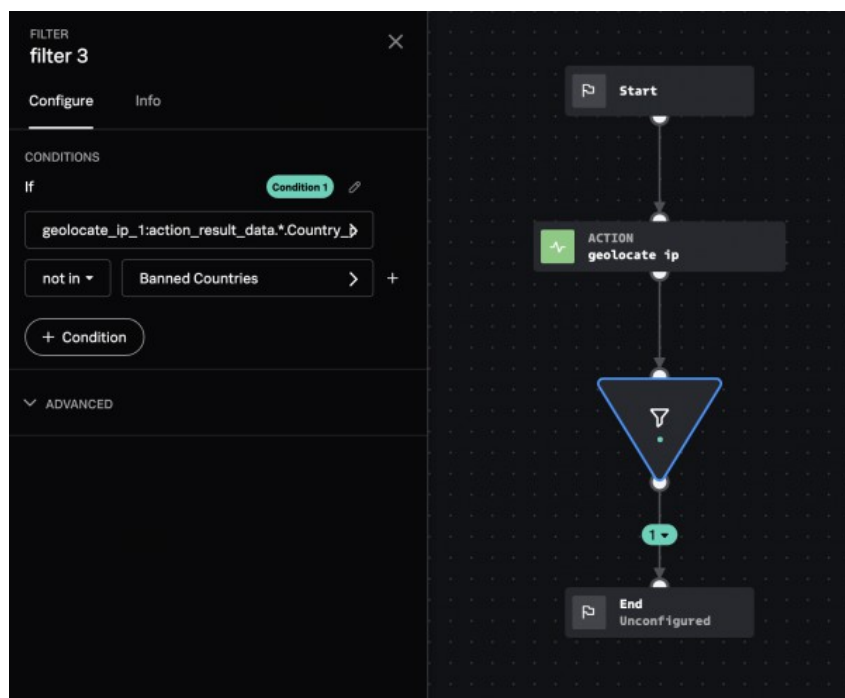 FILTER
filter 3
Configure Info
CONDITIONS
If Condition 1
geolocate_ip_1:action_result_data.*.Country_
not in Banned Countries
+ Condition
ADVANCED
Start
ACTION
geolocate ip
1
End
Unconfigured